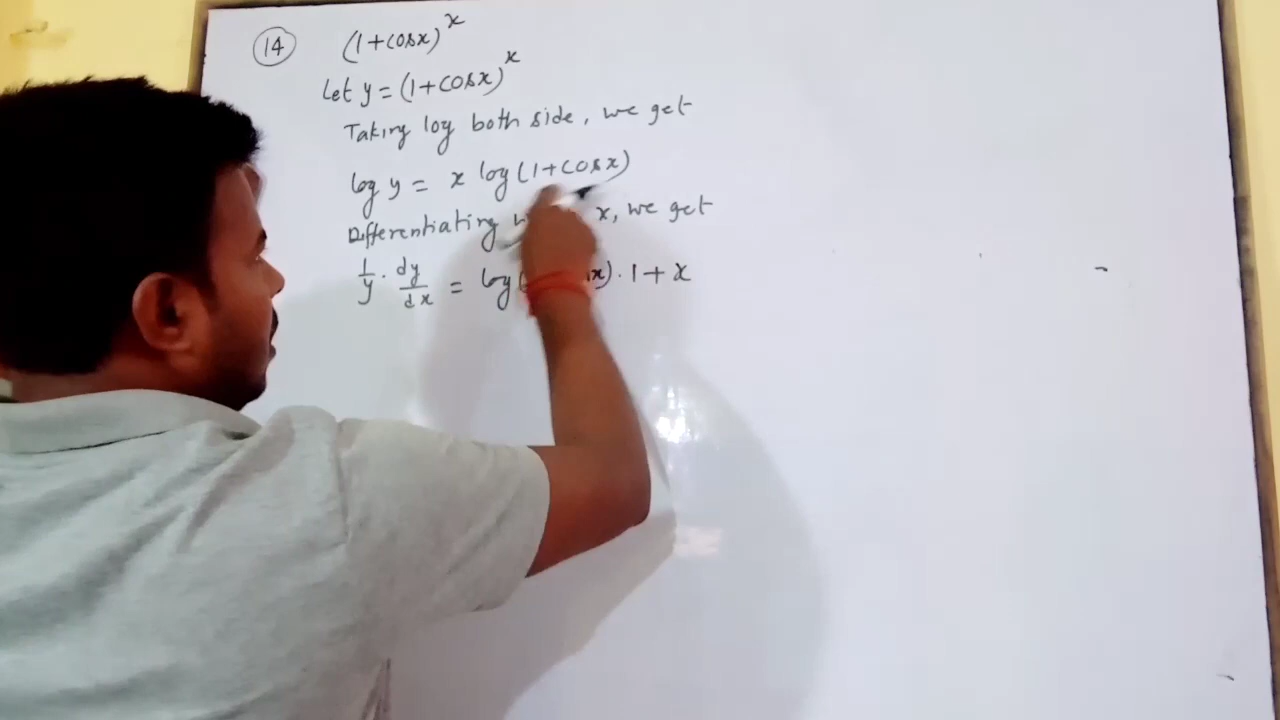 14 (1+cosx)^x
Let y = (1+cosx)^x
Taking log both side, we get
log y = x log(1+cosx)
Differentiating x, we get
1/y · dy/dx = log( x) · 1 + x